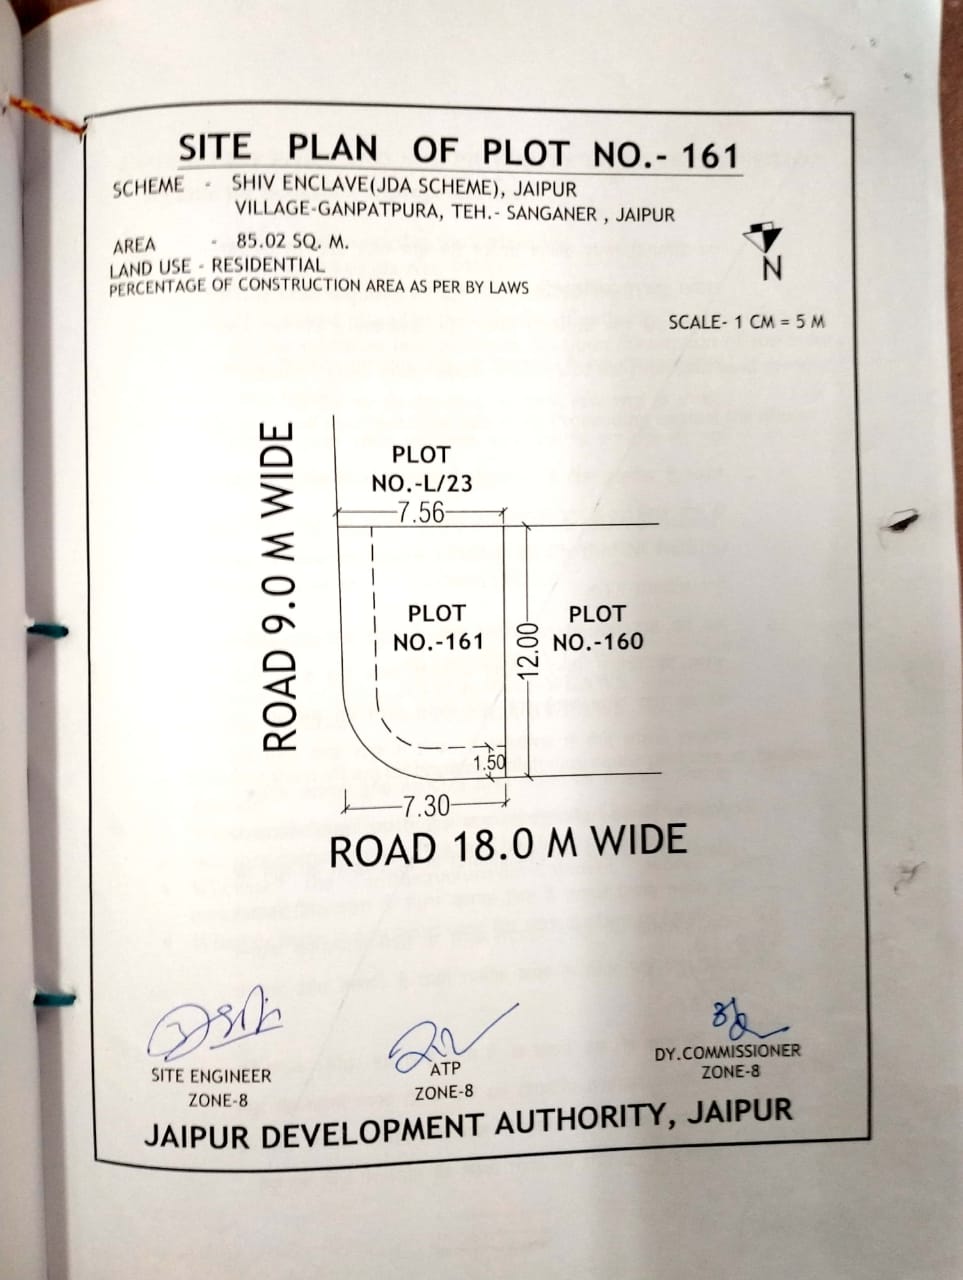 SITE PLAN OF PLOT NO.- 161
SCHEME - SHIV ENCLAVE(JDA SCHEME), JAIPUR
VILLAGE-GANPATPURA, TEH.- SANGANER , JAIPUR
AREA - 85.02 SQ. M.
LAND USE - RESIDENTIAL
PERCENTAGE OF CONSTRUCTION AREA AS PER BY LAWS
N
SCALE- 1 CM = 5 M
ROAD 9.0 M WIDE
PLOT
NO.-L/23
7.56
PLOT
NO.-161
12.00
PLOT
NO.-160
1.50
7.30
ROAD 18.0 M WIDE
SITE ENGINEER
ZONE-8
ATP
ZONE-8
DY.COMMISSIONER
ZONE-8
JAIPUR DEVELOPMENT AUTHORITY, JAIPUR